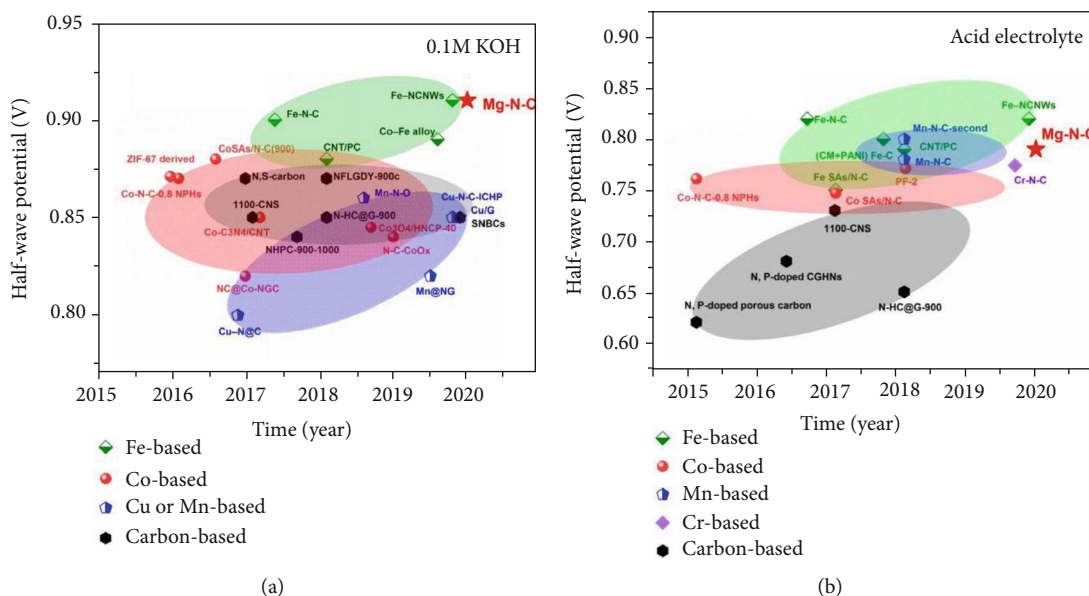 0.1M KOH
0.95
0.90
0.85
0.80
Half-wave potential (V)
Fe–NCNWs
Mg-N-C
Fe-N-C
Co–Fe alloy
CoSAs/N-C(900)
CNT/PC
ZIF-67 derived
N,S-carbon
NFLGDY-900c
Co-N-C-0.8 NPHs
Mn-N-O
Cu-N-C-ICHP
1100-CNS
N-HC@G-900
Cu/G
SNBCs
Co-C3N4/CNT
Co3O4/HNCP-40
NHPC-900-1000
N-C-CoOx
NC@Co-NGC
Mn@NG
Cu–N@C
2015 2016 2017 2018 2019 2020
Time (year)
Fe-based
Co-based
Cu or Mn-based
Carbon-based
(a)
Acid electrolyte
0.90
0.85
0.80
0.75
0.70
0.65
0.60
Half-wave potential (V)
Fe–NCNWs
Fe-N-C
Mn-N-C-second
Mg-N-C
CNT/PC
(CM+PANI) Fe-C
Mn-N-C
Co-N-C-0.8 NPHs
Fe SAs/N-C
PF-2
Cr-N-C
Co SAs/N-C
1100-CNS
N, P-doped CGHNs
N, P-doped porous carbon
N-HC@G-900
2015 2016 2017 2018 2019 2020
Time (year)
Fe-based
Co-based
Mn-based
Cr-based
Carbon-based
(b)